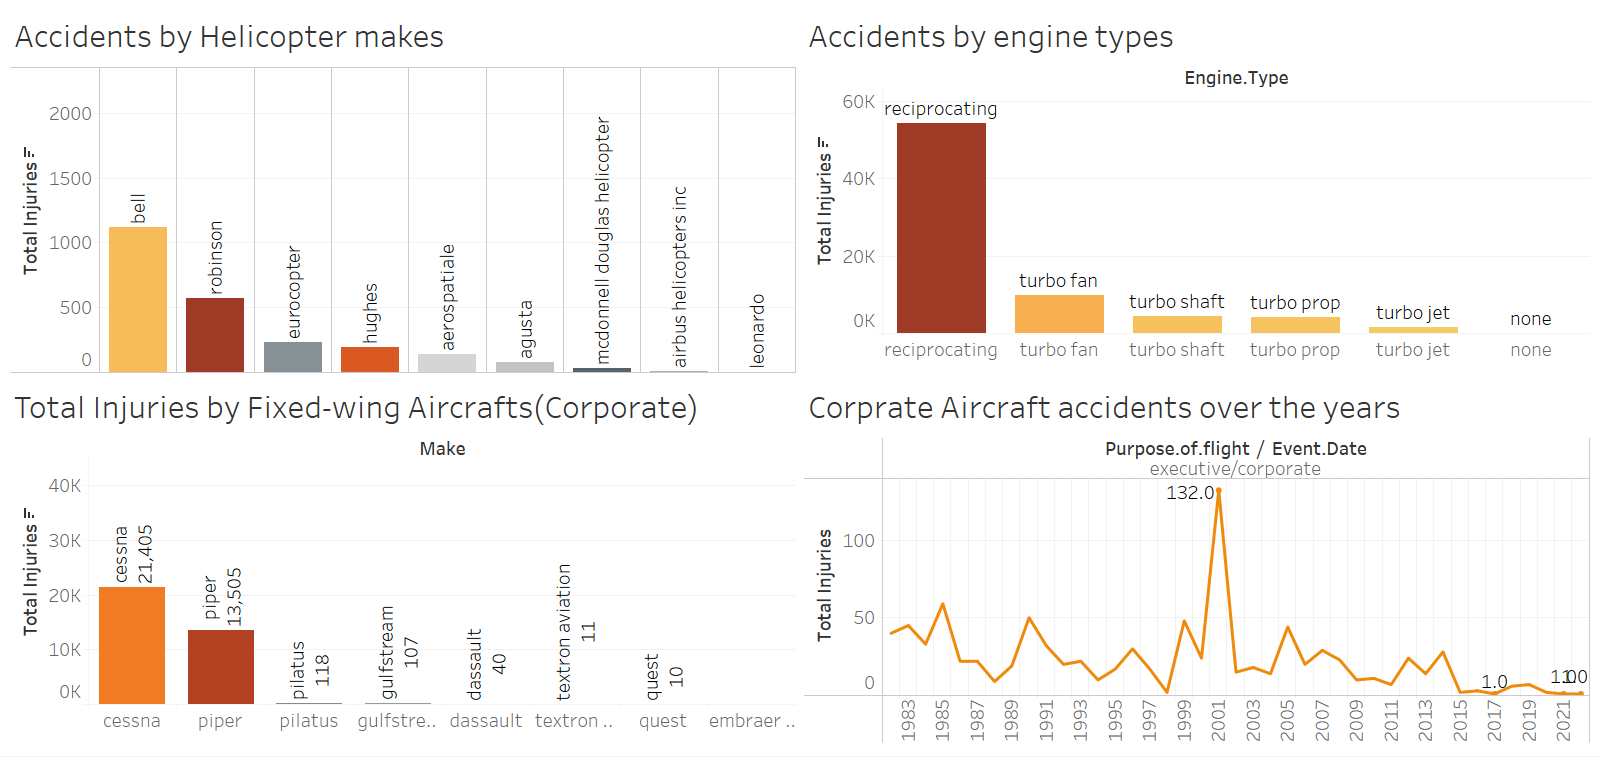 Accidents by Helicopter makes
Total Injuries
2000
1500
1000
500
0
bell
robinson
eurocopter
hughes
aerospatiale
agusta
mcdonnell douglas helicopter
airbus helicopters inc
leonardo
Accidents by engine types
Engine.Type
Total Injuries
60K
40K
20K
0K
reciprocating
turbo fan
turbo shaft
turbo prop
turbo jet
none
reciprocating
turbo fan
turbo shaft
turbo prop
turbo jet
none
Total Injuries by Fixed-wing Aircrafts(Corporate)
Make
Total Injuries
40K
30K
20K
10K
0K
cessna
21,405
piper
13,505
pilatus
118
gulfstream
107
dassault
40
textron aviation
11
quest
10
cessna
piper
pilatus
gulfstre..
dassault
textron ..
quest
embraer ..
Corprate Aircraft accidents over the years
Purpose.of.flight / Event.Date
executive/corporate
Total Injuries
100
50
0
132.0
1.0
1983
1985
1987
1989
1991
1993
1995
1997
1999
2001
2003
2005
2007
2009
2011
2013
2015
2017
2019
2021